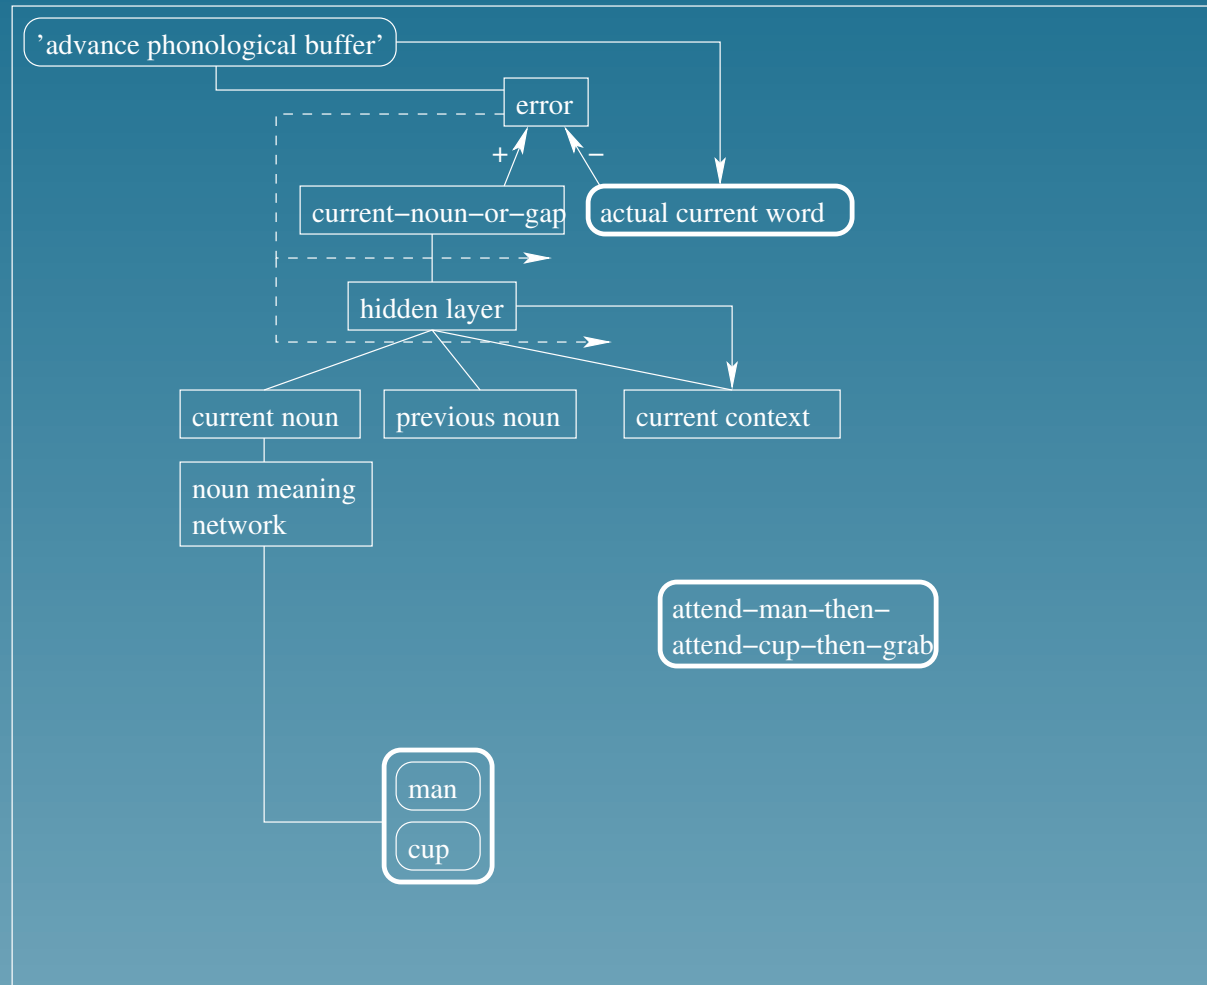 ’advance phonological buffer’
error
+ −
current−noun−or−gap
actual current word
hidden layer
current noun
previous noun
current context
noun meaning
network
attend−man−then−
attend−cup−then−grab
man
cup